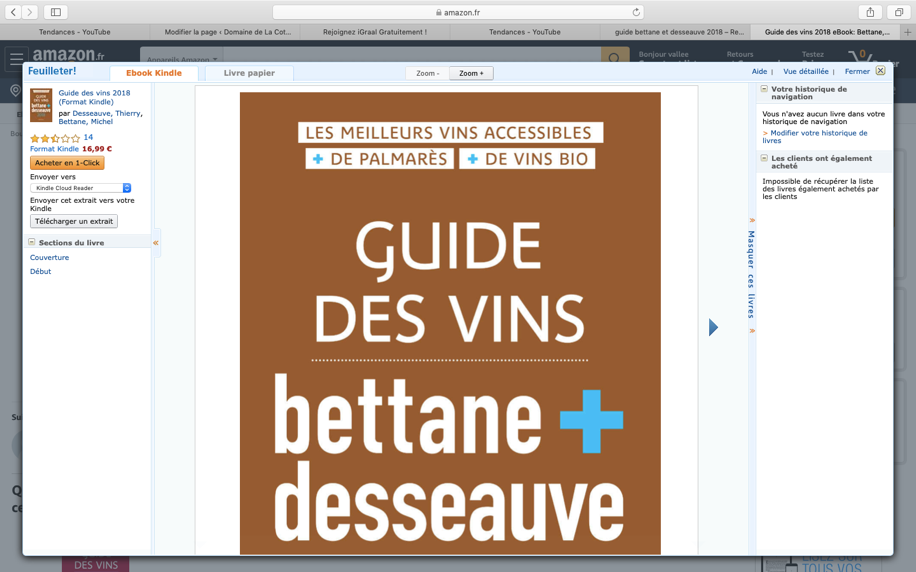 amazon.fr
Tendances - YouTube
Modifier la page ‹ Domaine de La Cot...
Rejoignez iGraal Gratuitement !
Tendances - YouTube
guide bettane et desseauve 2018 – Re...
Guide des vins 2018 eBook: Bettane,...
amazon.fr
Appareils Amazon
Bonjour vallee
Retours
Testez
0
Feuilleter!
Ebook Kindle
Livre papier
Zoom -
Zoom +
Aide |
Vue détaillée |
Fermer
Guide des vins 2018
(Format Kindle)
par Desseauve, Thierry,
Bettane, Michel
14
Format Kindle 16,99 €
Acheter en 1-Click
Envoyer vers
Kindle Cloud Reader
Envoyer cet extrait vers votre
Kindle
Télécharger un extrait
Sections du livre
Couverture
Début
LES MEILLEURS VINS ACCESSIBLES
+ DE PALMARÈS
+ DE VINS BIO
GUIDE
DES VINS
bettane +
desseauve
«
»
Masquer ces livres
»
Votre historique de
navigation
Vous n'avez aucun livre dans votre
historique de navigation
> Modifier votre historique de
livres
Les clients ont également
acheté
Impossible de récupérer la liste
des livres également achetés par
les clients
DES VINS
TOUS VOS